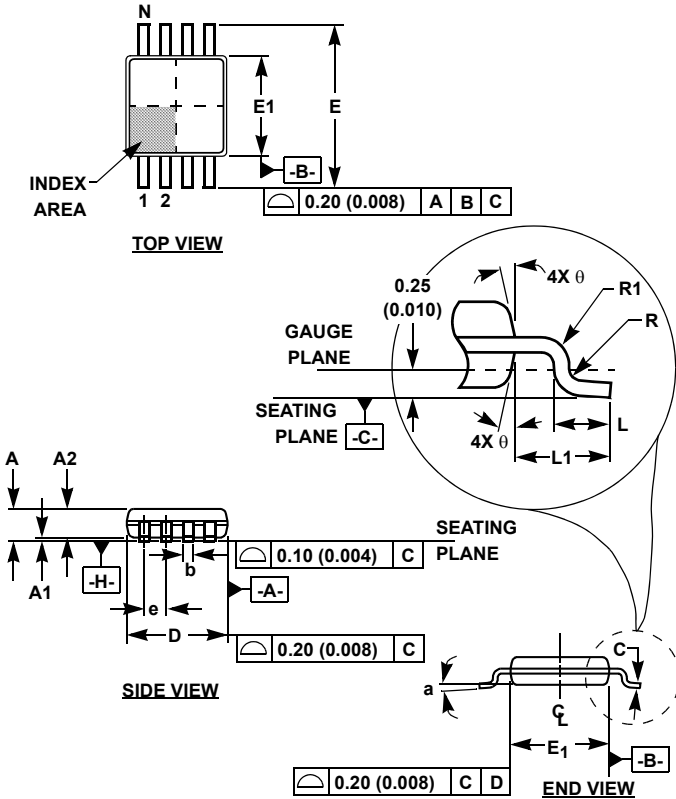 N
E1
E
-B-
INDEX
AREA
1 2
0.20 (0.008) A B C
TOP VIEW
0.25
(0.010)
4X θ
R1
R
GAUGE
PLANE
SEATING
PLANE -C-
4X θ
L
L1
A A2
SEATING
PLANE
0.10 (0.004) C
A1
-H-
b
-A-
e
D
0.20 (0.008) C
SIDE VIEW
C
a
CL
E1
-B-
0.20 (0.008) C D
END VIEW